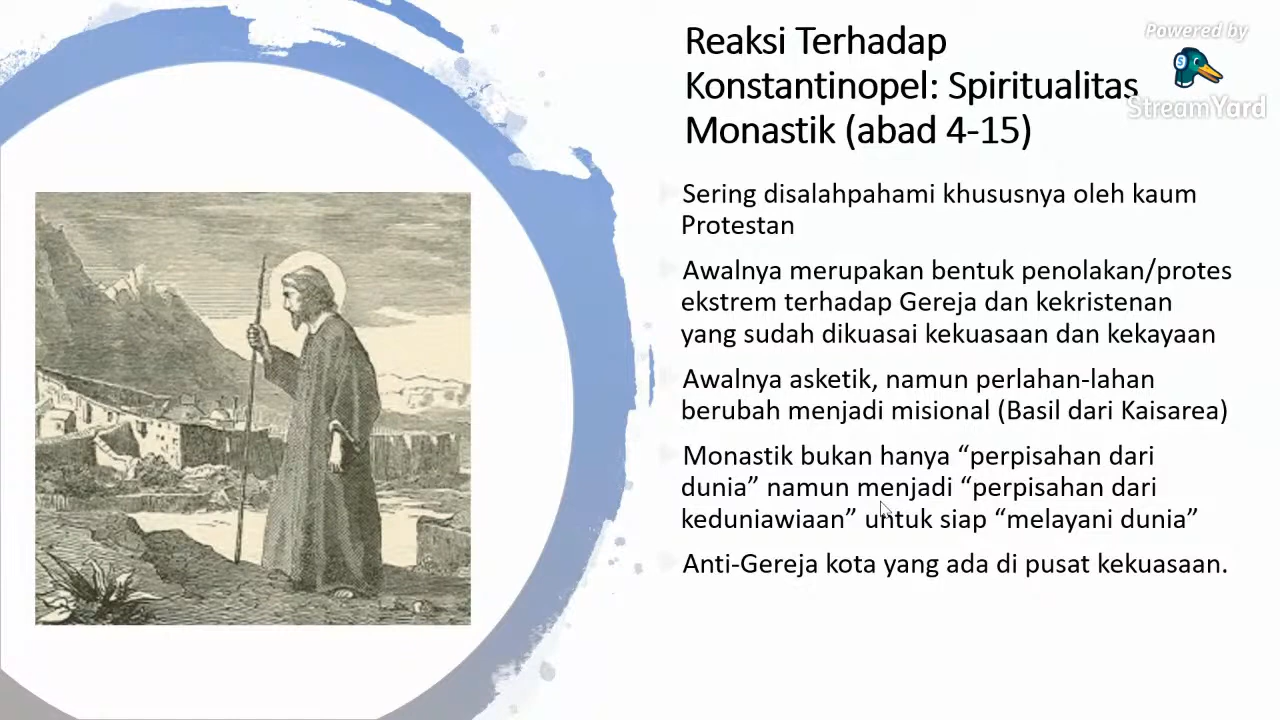 Reaksi Terhadap
Konstantinopel: Spiritualitas
Monastik (abad 4-15)
Powered by
StreamYard
Sering disalahpahami khususnya oleh kaum
Protestan
Awalnya merupakan bentuk penolakan/protes
ekstrem terhadap Gereja dan kekristenan
yang sudah dikuasai kekuasaan dan kekayaan
Awalnya asketik, namun perlahan-lahan
berubah menjadi misional (Basil dari Kaisarea)
Monastik bukan hanya “perpisahan dari
dunia” namun menjadi “perpisahan dari
keduniawiaan” untuk siap “melayani dunia”
Anti-Gereja kota yang ada di pusat kekuasaan.